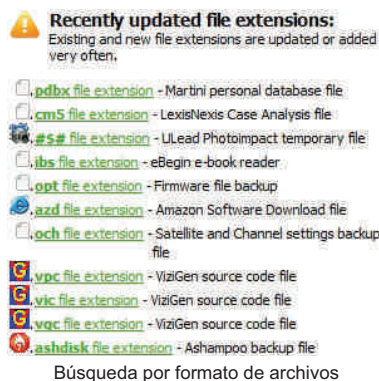 Recently updated file extensions:
Existing and new file extensions are updated or added
very often.
.pdbx file extension - Martini personal database file
.cm5 file extension - LexisNexis Case Analysis file
.#$# file extension - ULead Photoimpact temporary file
.ibs file extension - eBegin e-book reader
.opt file extension - Firmware file backup
.azd file extension - Amazon Software Download file
.och file extension - Satellite and Channel settings backup
file
.vpc file extension - ViziGen source code file
.vic file extension - ViziGen source code file
.vgc file extension - ViziGen source code file
.ashdisk file extension - Ashampoo backup file
Búsqueda por formato de archivos